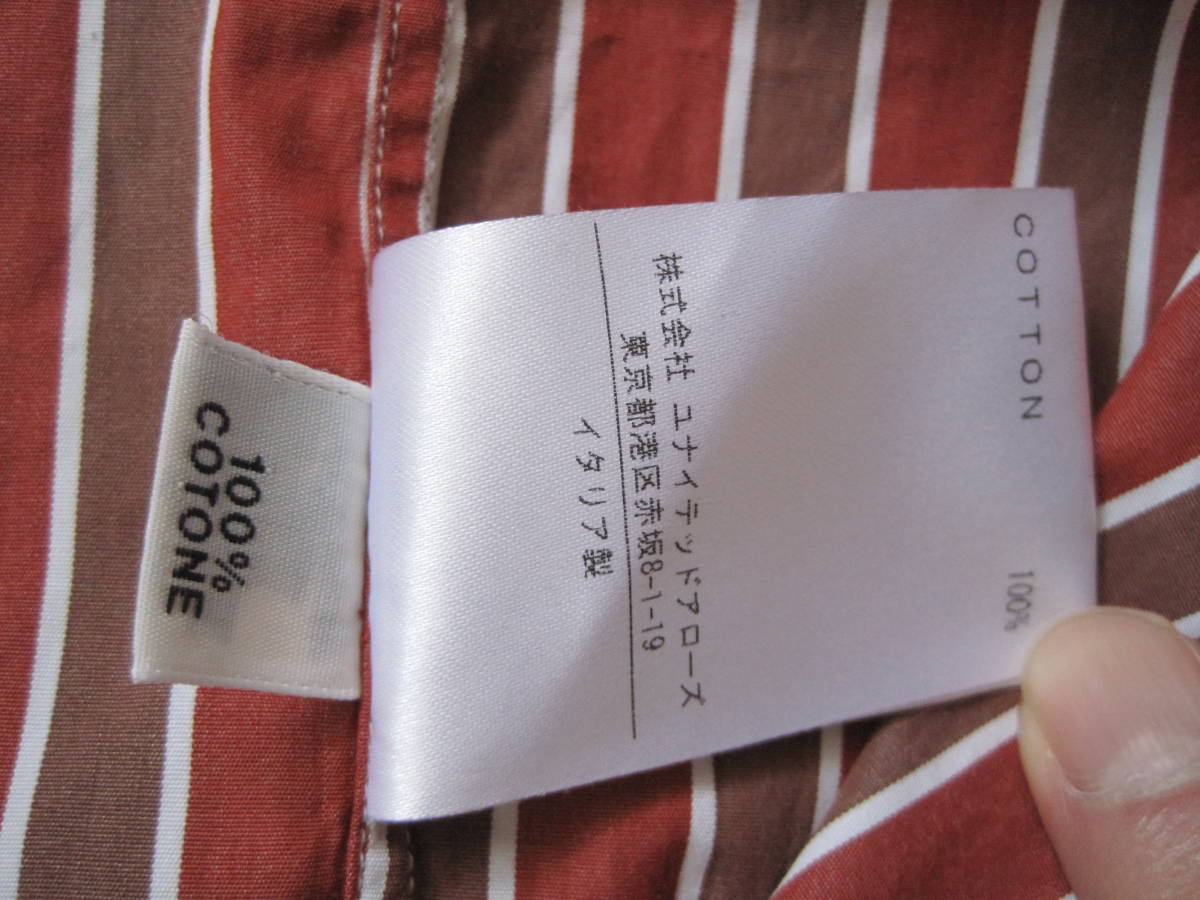 COTTON 100%
株式会社 ユナイテッドアローズ
東京都港区赤坂8-1-19
イタリア製
100%
COTONE